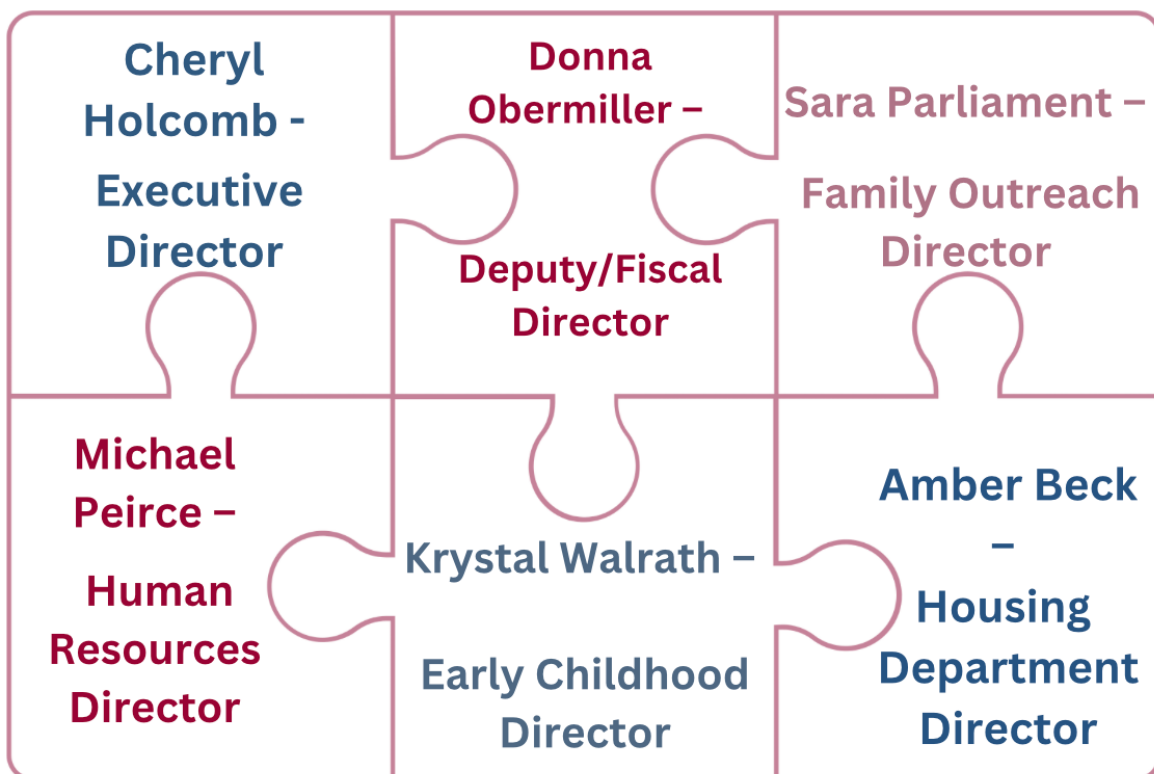 Cheryl
Holcomb -
Executive
Director
Donna
Obermiller –
Deputy/Fiscal
Director
Sara Parliament –
Family Outreach
Director
Michael
Peirce –
Human
Resources
Director
Krystal Walrath –
Early Childhood
Director
Amber Beck
–
Housing
Department
Director